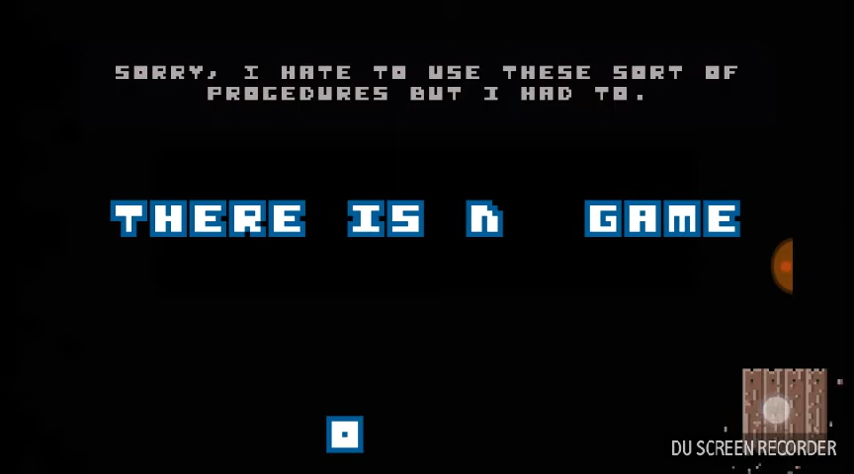 SORRY, I HATE TO USE THESE SORT OF
PROCEDURES BUT I HAD TO.
THERE IS N GAME
O
DU SCREEN RECORDER